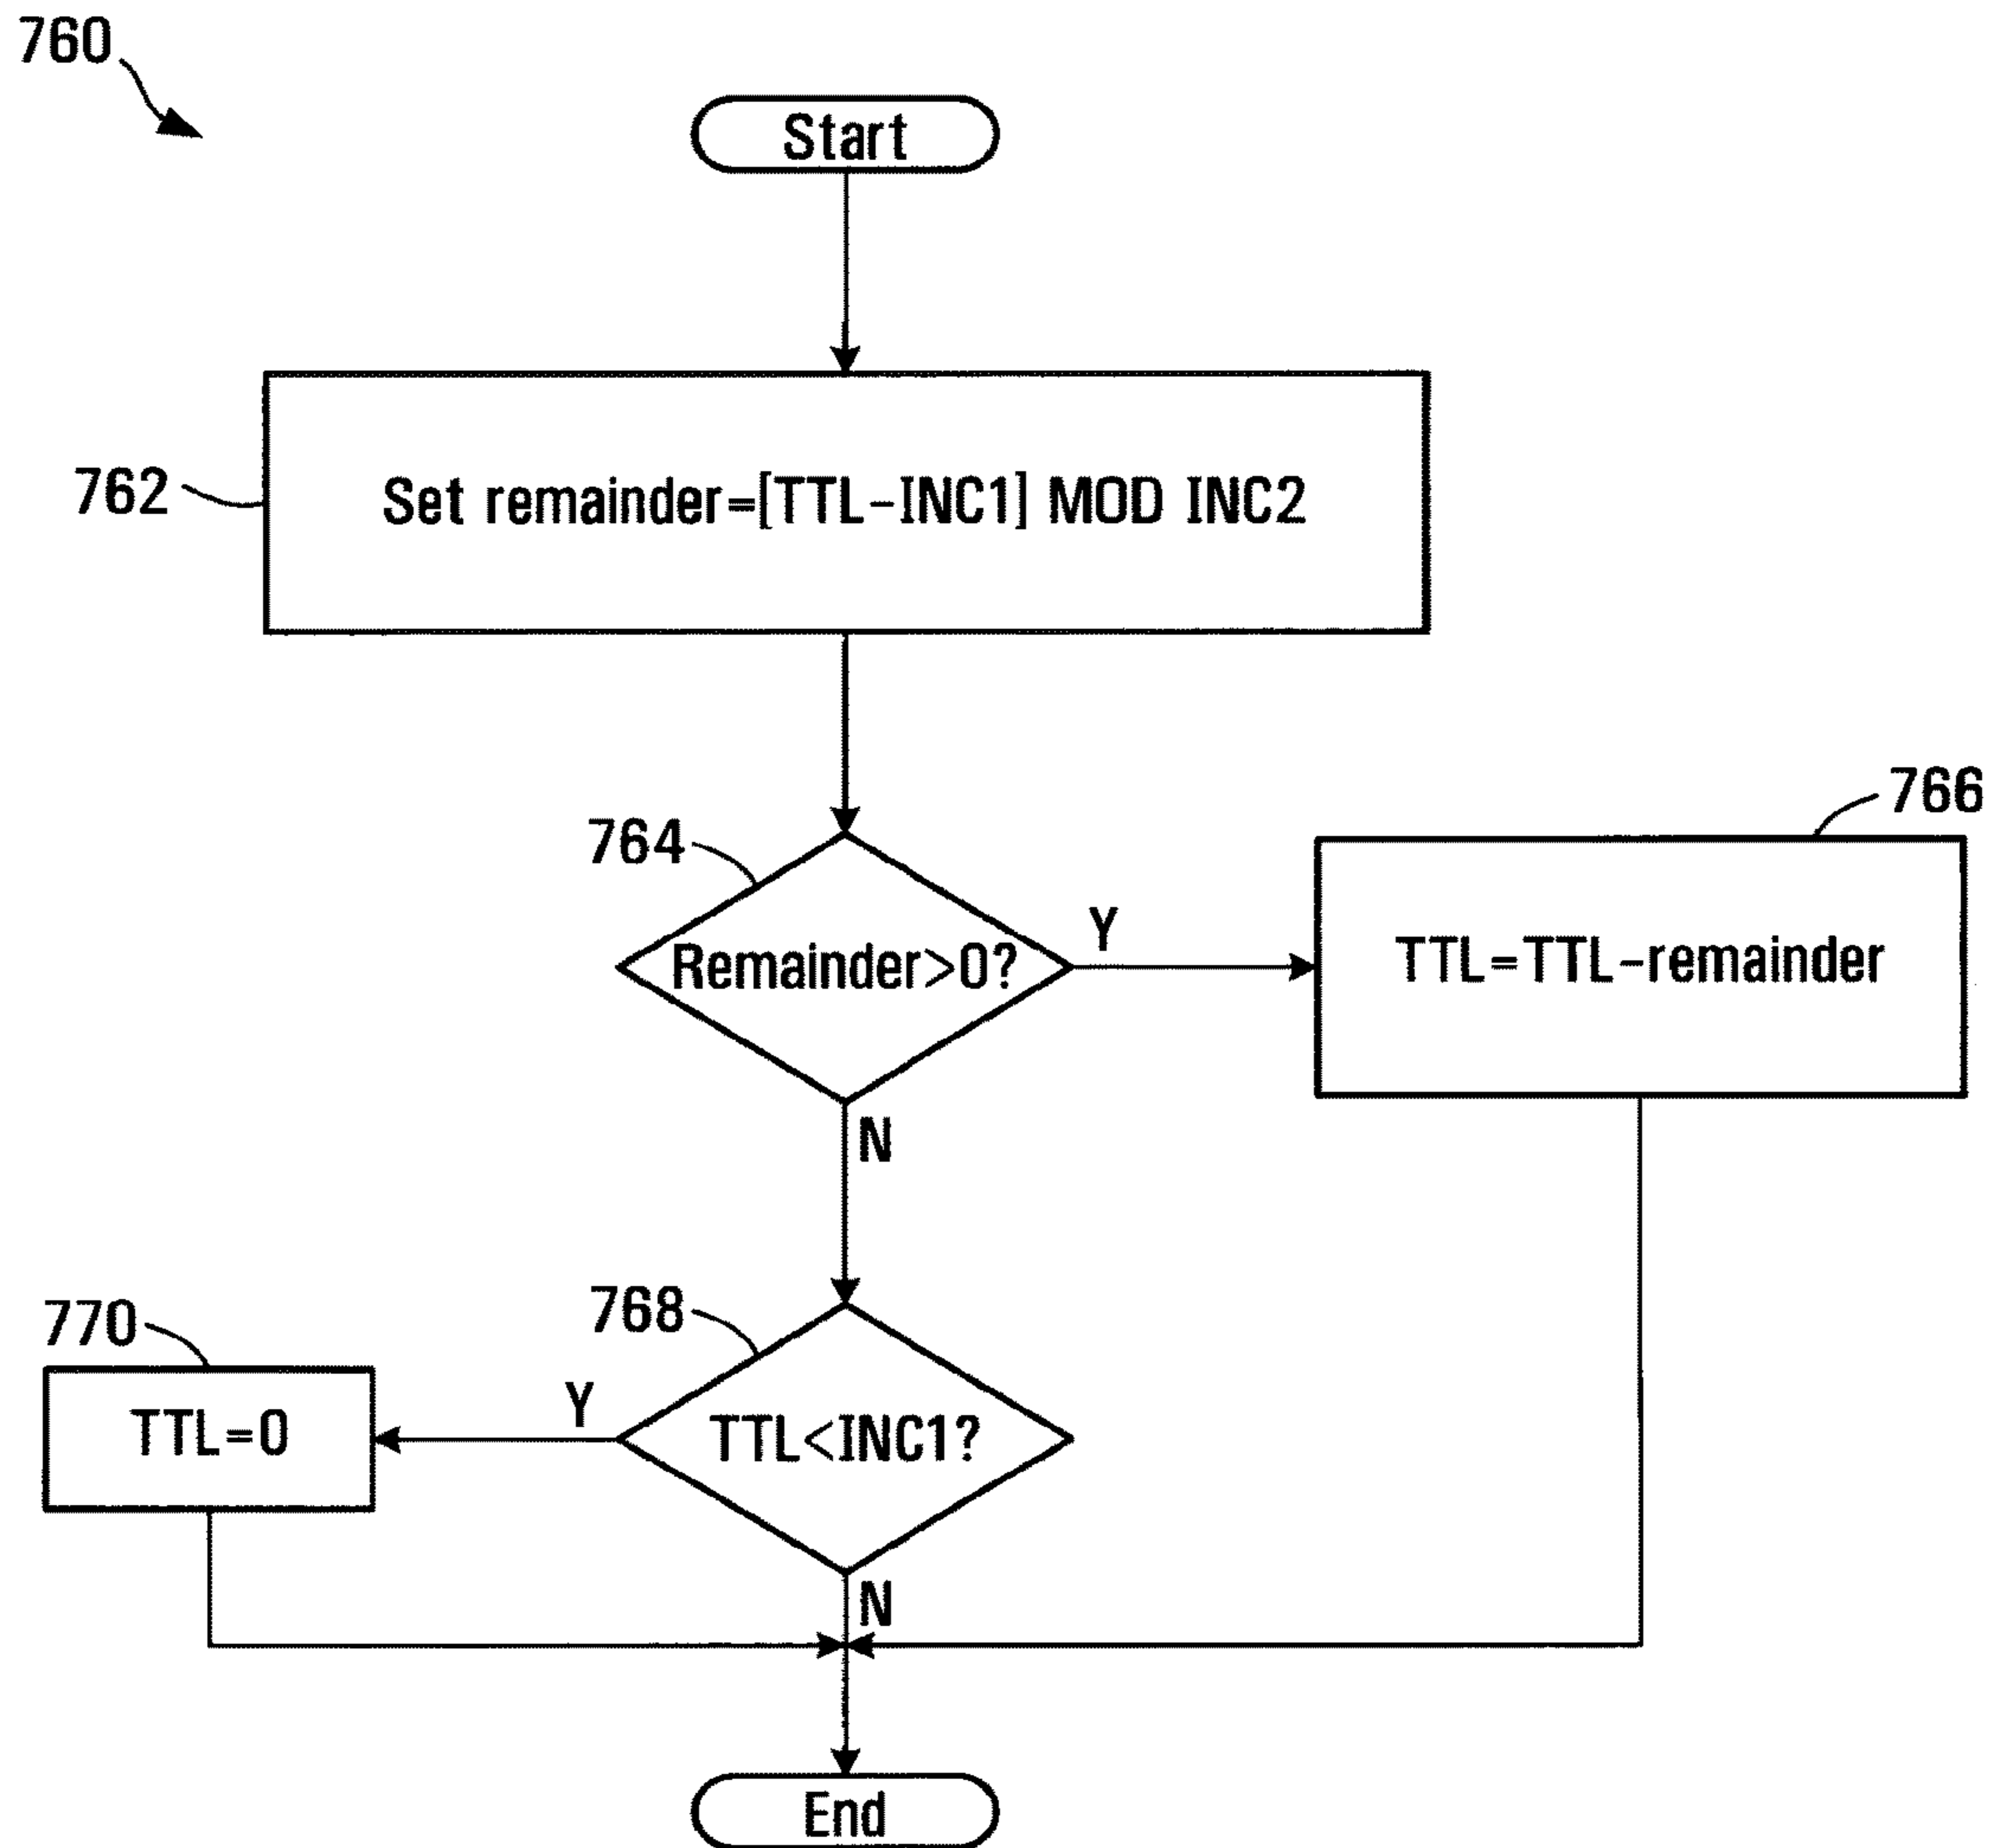 760
Start
762
Set remainder=[TTL-INC1] MOD INC2
764
Remainder>0?
Y
766
TTL=TTL-remainder
N
768
TTL<INC1?
Y
770
TTL=0
N
End